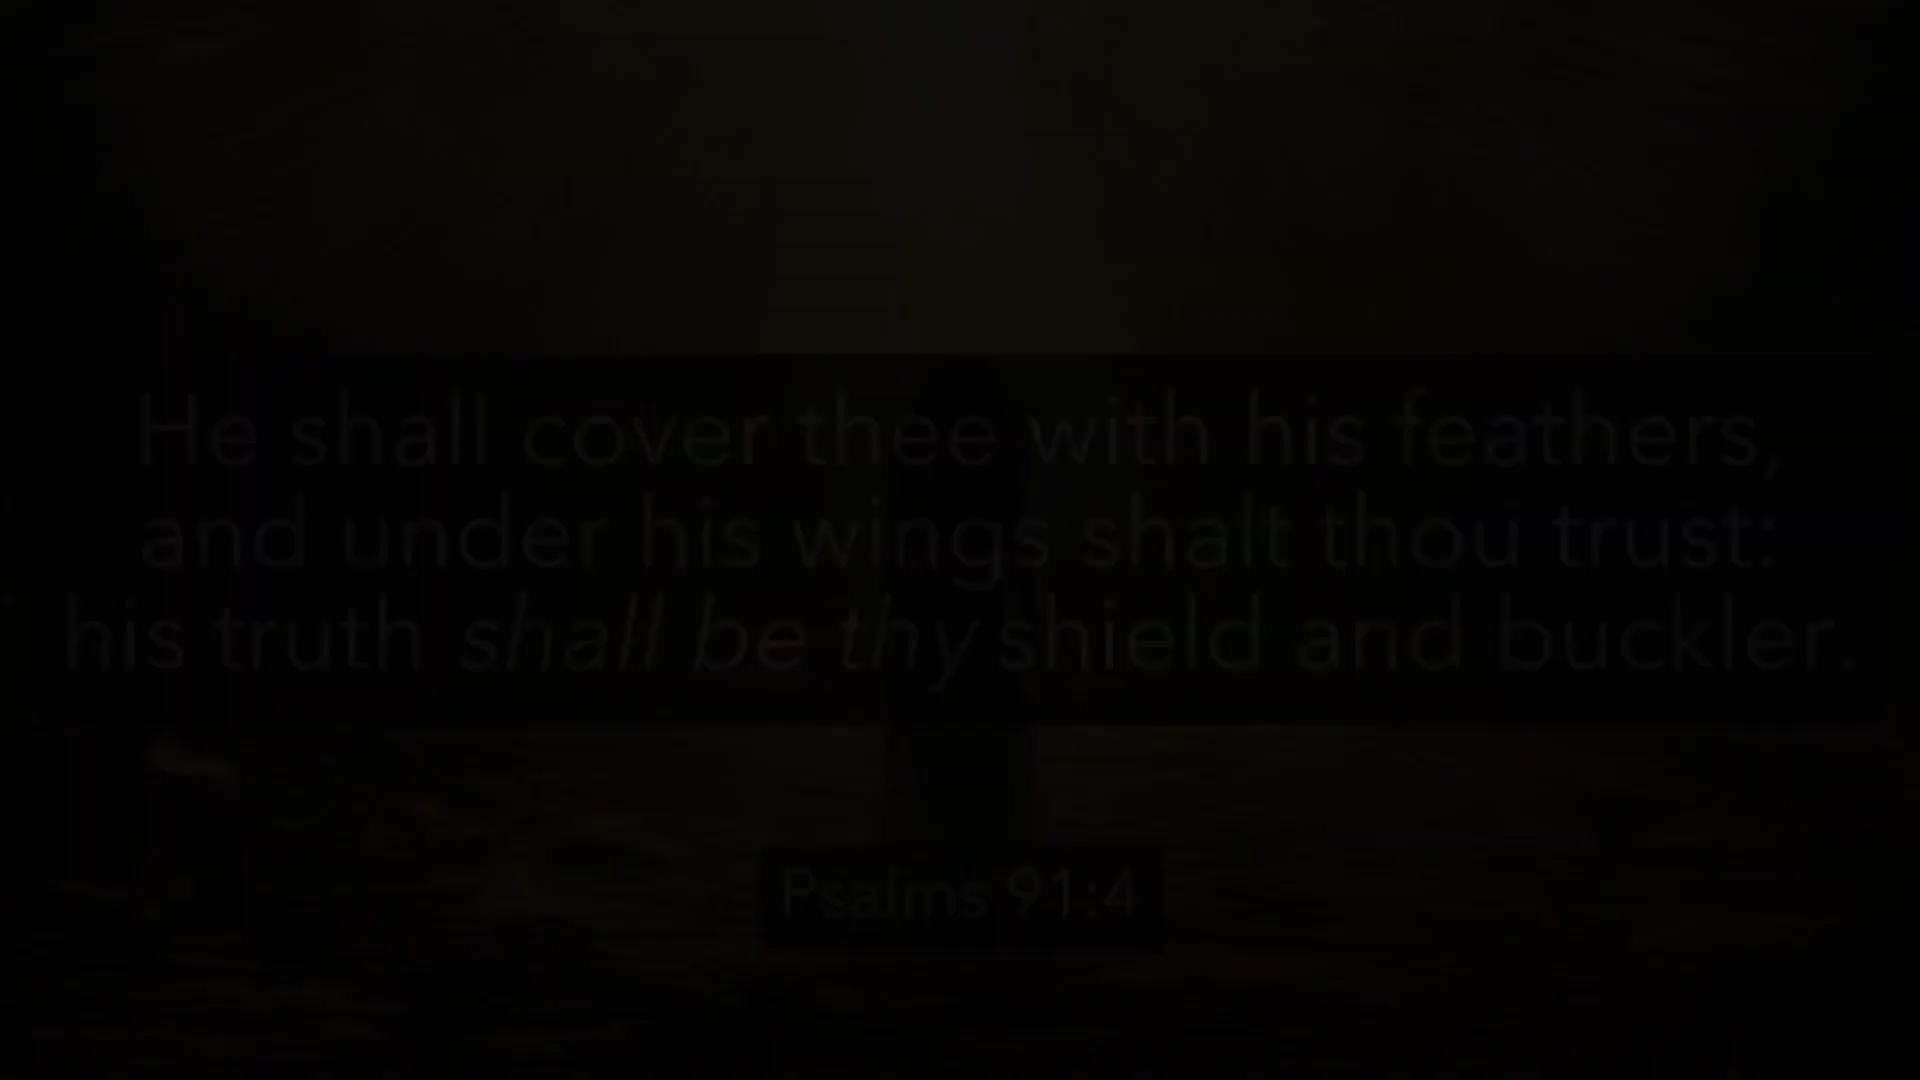 He shall cover thee with his feathers,
and under his wings shalt thou trust:
his truth shall be thy shield and buckler.
Psalms 91:4